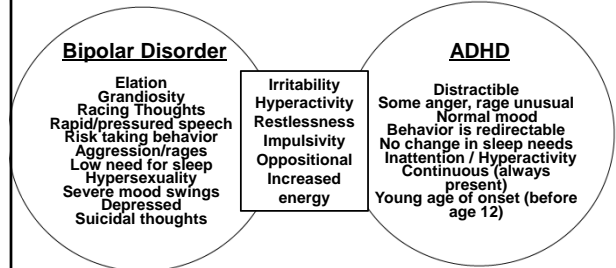 Bipolar Disorder
Elation
Grandiosity
Racing Thoughts
Rapid/pressured speech
Risk taking behavior
Aggression/rages
Low need for sleep
Hypersexuality
Severe mood swings
Depressed
Suicidal thoughts
Irritability
Hyperactivity
Restlessness
Impulsivity
Oppositional
Increased
energy
ADHD
Distractible
Some anger, rage unusual
Normal mood
Behavior is redirectable
No change in sleep needs
Inattention / Hyperactivity
Continuous (always
present)
Young age of onset (before
age 12)